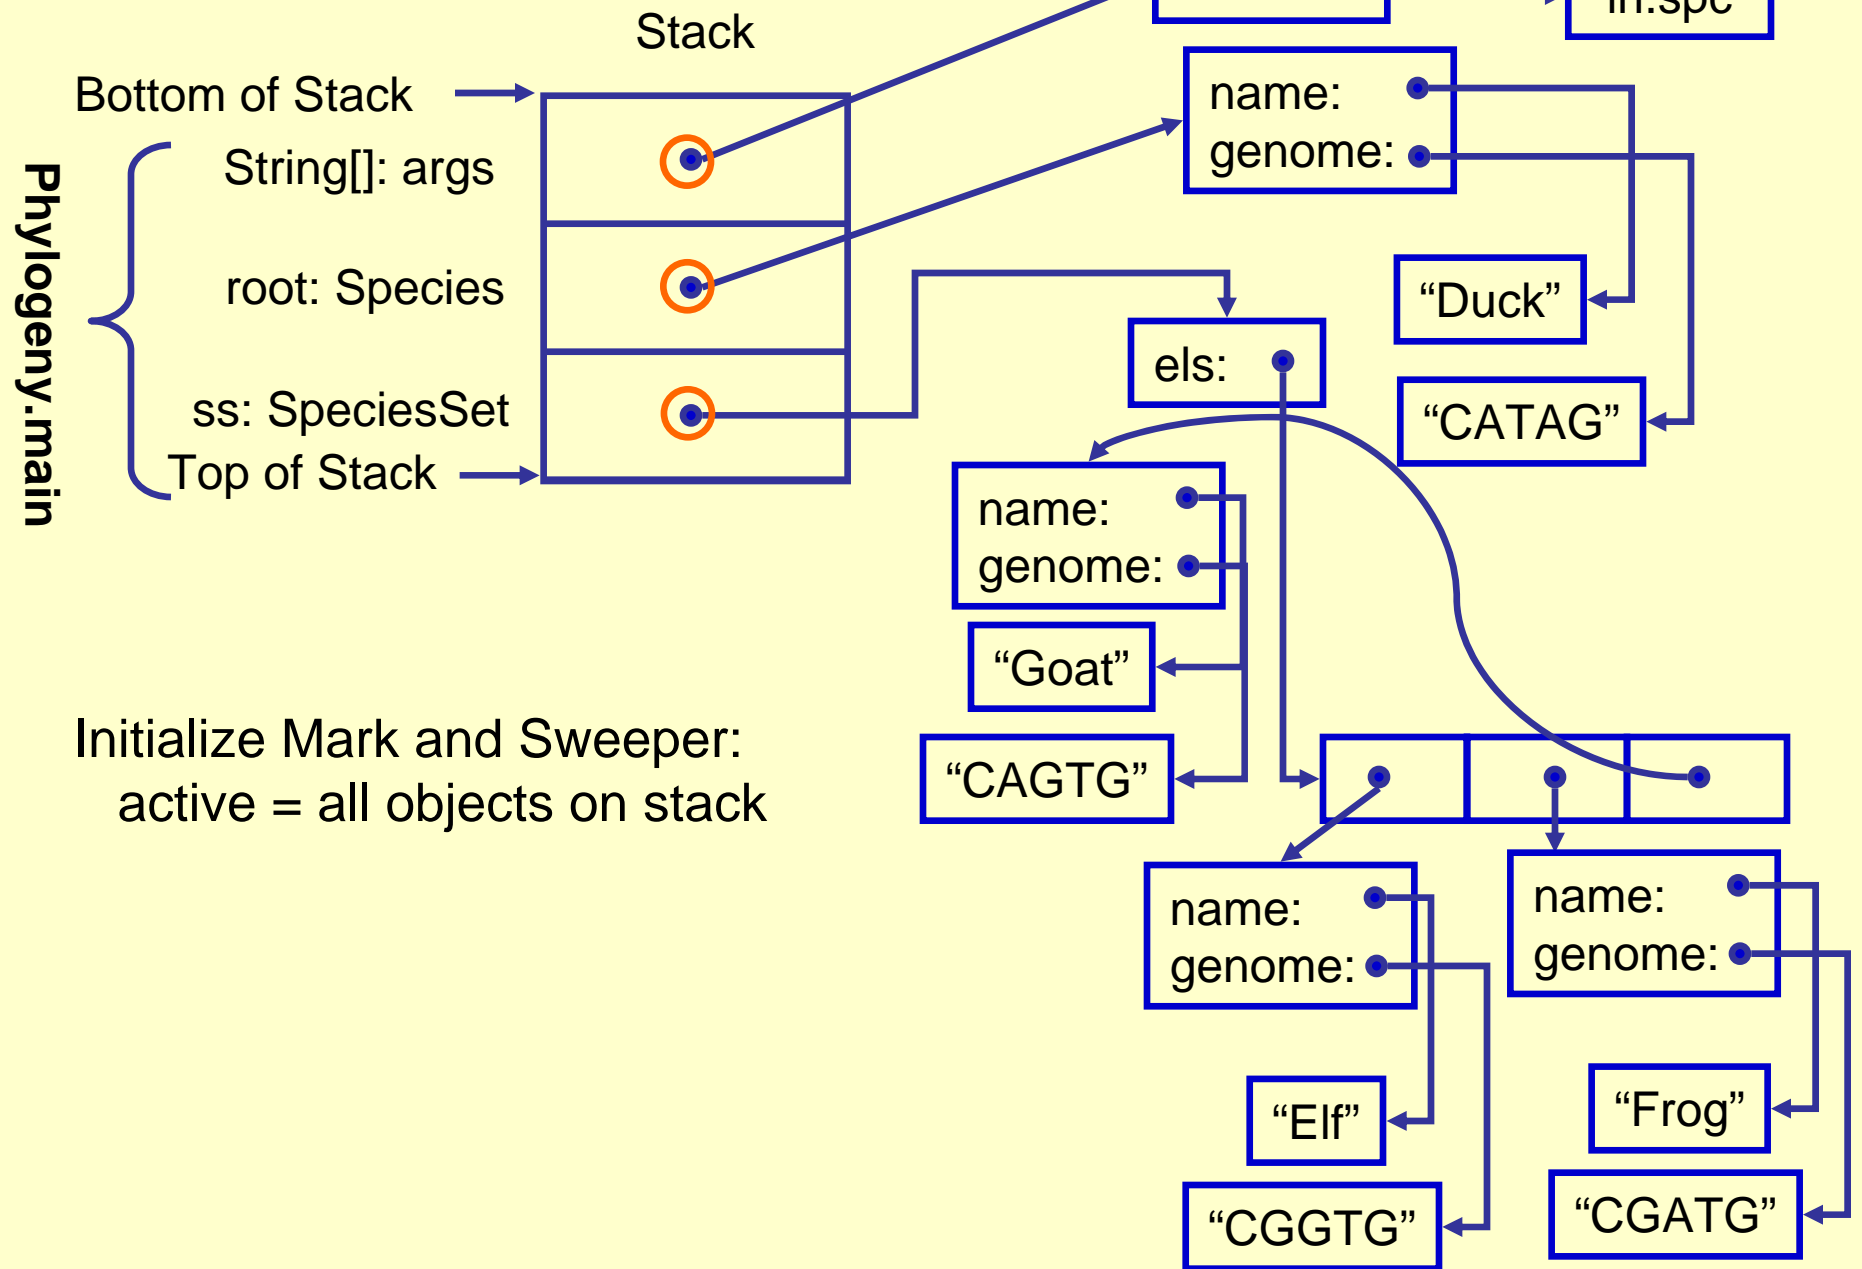 in.spc
Stack
Bottom of Stack
String[]: args
root: Species
ss: SpeciesSet
Top of Stack
Phylogeny.main
name:
genome:
“Duck”
“CATAG”
els:
name:
genome:
“Goat”
“CAGTG”
Initialize Mark and Sweeper:
active = all objects on stack
name:
genome:
name:
genome:
“Elf”
“Frog”
“CGGTG”
“CGATG”